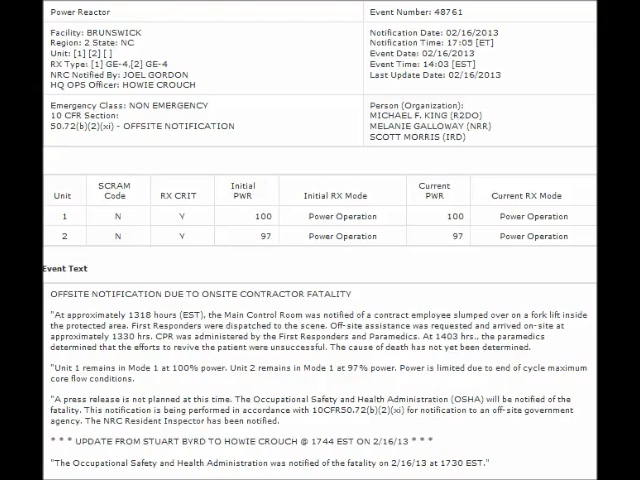 Power Reactor
Event Number: 48761
Facility: BRUNSWICK
Region: 2 State: NC
Unit: [1] [2] [ ]
RX Type: [1] GE-4,[2] GE-4
NRC Notified By: JOEL GORDON
HQ OPS Officer: HOWIE CROUCH
Notification Date: 02/16/2013
Notification Time: 17:05 [ET]
Event Date: 02/16/2013
Event Time: 14:03 [EST]
Last Update Date: 02/16/2013
Emergency Class: NON EMERGENCY
10 CFR Section:
50.72(b)(2)(xi) - OFFSITE NOTIFICATION
Person (Organization):
MICHAEL F. KING (R2DO)
MELANIE GALLOWAY (NRR)
SCOTT MORRIS (IRD)
Unit SCRAM Code RX CRIT Initial PWR Initial RX Mode Current PWR Current RX Mode
1 N Y 100 Power Operation 100 Power Operation
2 N Y 97 Power Operation 97 Power Operation
Event Text
OFFSITE NOTIFICATION DUE TO ONSITE CONTRACTOR FATALITY
"At approximately 1318 hours (EST), the Main Control Room was notified of a contract employee slumped over on a fork lift inside
the protected area. First Responders were dispatched to the scene. Off-site assistance was requested and arrived on-site at
approximately 1330 hrs. CPR was administered by the First Responders and Paramedics. At 1403 hrs., the paramedics
determined that the efforts to revive the patient were unsuccessful. The cause of death has not yet been determined.
"Unit 1 remains in Mode 1 at 100% power. Unit 2 remains in Mode 1 at 97% power. Power is limited due to end of cycle maximum
core flow conditions.
"A press release is not planned at this time. The Occupational Safety and Health Administration (OSHA) will be notified of the
fatality. This notification is being performed in accordance with 10CFR50.72(b)(2)(xi) for notification to an off-site government
agency. The NRC Resident Inspector has been notified.
* * * UPDATE FROM STUART BYRD TO HOWIE CROUCH @ 1744 EST ON 2/16/13 * * *
"The Occupational Safety and Health Administration was notified of the fatality on 2/16/13 at 1730 EST."